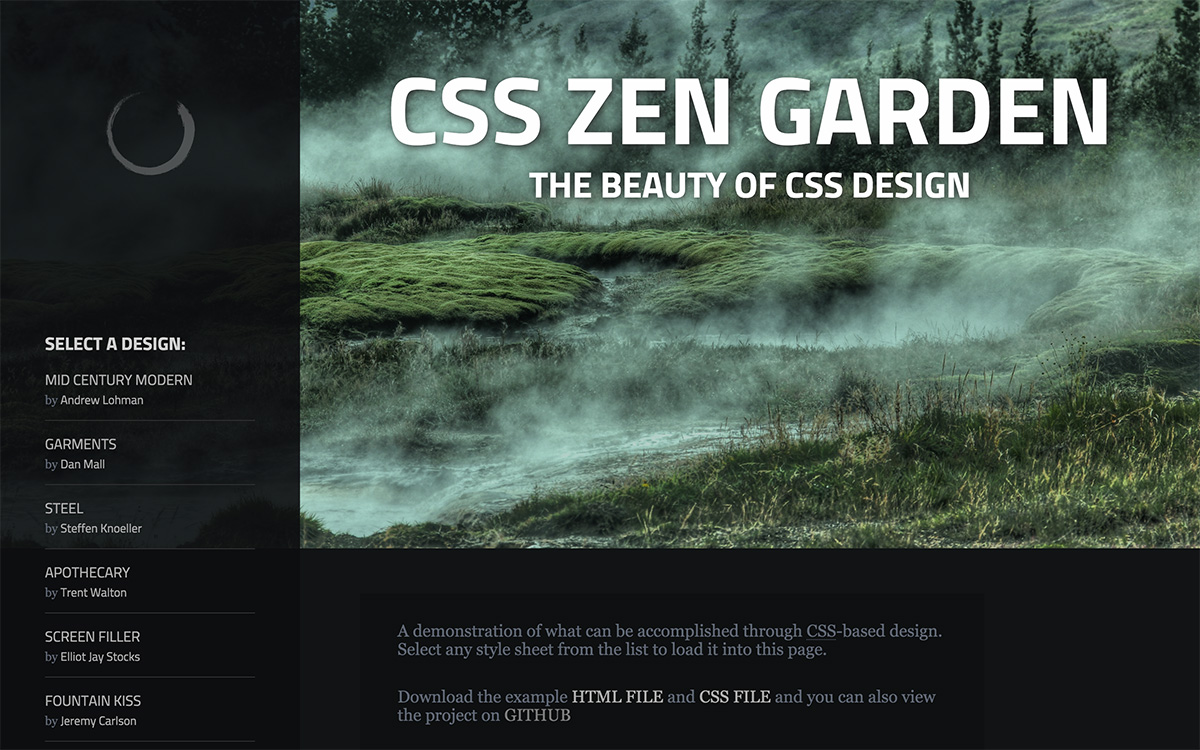 CSS ZEN GARDEN
THE BEAUTY OF CSS DESIGN
SELECT A DESIGN:
MID CENTURY MODERN
by Andrew Lohman
GARMENTS
by Dan Mall
STEEL
by Steffen Knoeller
APOTHECARY
by Trent Walton
SCREEN FILLER
by Elliot Jay Stocks
FOUNTAIN KISS
by Jeremy Carlson
A demonstration of what can be accomplished through CSS-based design.
Select any style sheet from the list to load it into this page.
Download the example HTML FILE and CSS FILE and you can also view
the project on GITHUB